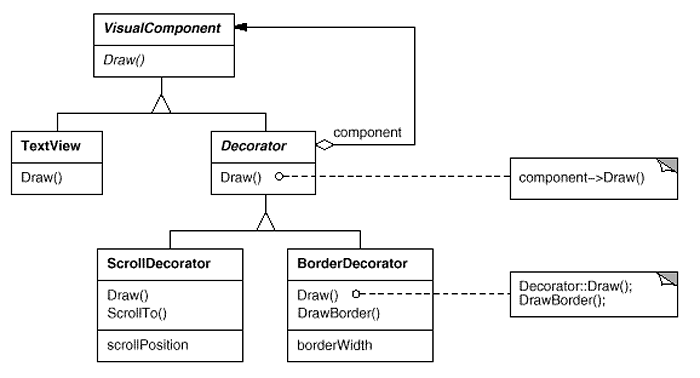 VisualComponent
Draw()
TextView
Draw()
Decorator
Draw()
component
component->Draw()
ScrollDecorator
Draw()
ScrollTo()
scrollPosition
BorderDecorator
Draw()
DrawBorder()
borderWidth
Decorator::Draw();
DrawBorder();